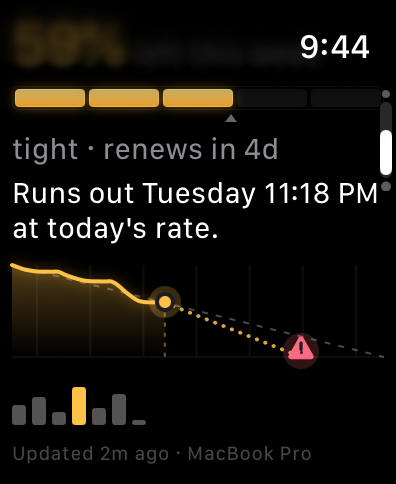 59%
9:44
tight · renews in 4d
Runs out Tuesday 11:18 PM
at today's rate.
Updated 2m ago · MacBook Pro